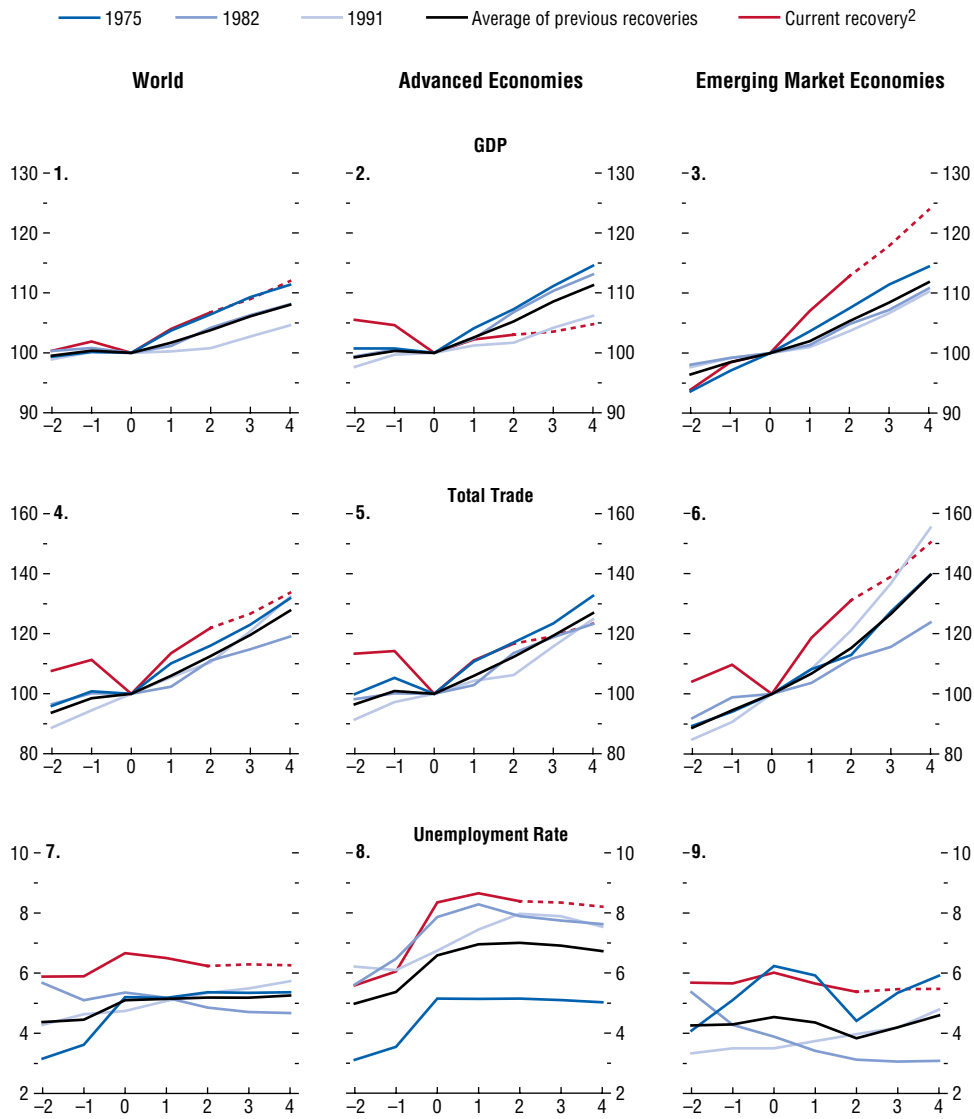 1975 1982 1991 Average of previous recoveries Current recovery2
World Advanced Economies Emerging Market Economies
GDP
130 1. 2. 130 3. 130
120 120 120
110 110 110
100 100 100
90 90 90
–2 –1 0 1 2 3 4 –2 –1 0 1 2 3 4 –2 –1 0 1 2 3 4
Total Trade
160 4. 5. 160 6. 160
140 140 140
120 120 120
100 100 100
80 80 80
–2 –1 0 1 2 3 4 –2 –1 0 1 2 3 4 –2 –1 0 1 2 3 4
Unemployment Rate
10 7. 8. 10 9. 10
8 8 8
6 6 6
4 4 4
2 2 2
–2 –1 0 1 2 3 4 –2 –1 0 1 2 3 4 –2 –1 0 1 2 3 4